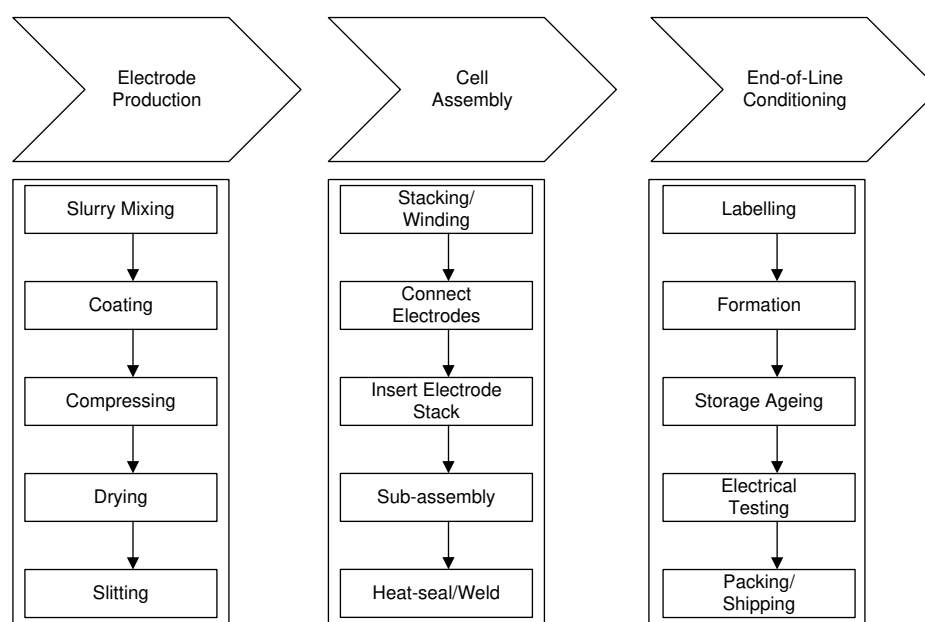 Electrode
Production
Cell
Assembly
End-of-Line
Conditioning
Slurry Mixing
Coating
Compressing
Drying
Slitting
Stacking/
Winding
Connect
Electrodes
Insert Electrode
Stack
Sub-assembly
Heat-seal/Weld
Labelling
Formation
Storage Ageing
Electrical
Testing
Packing/
Shipping